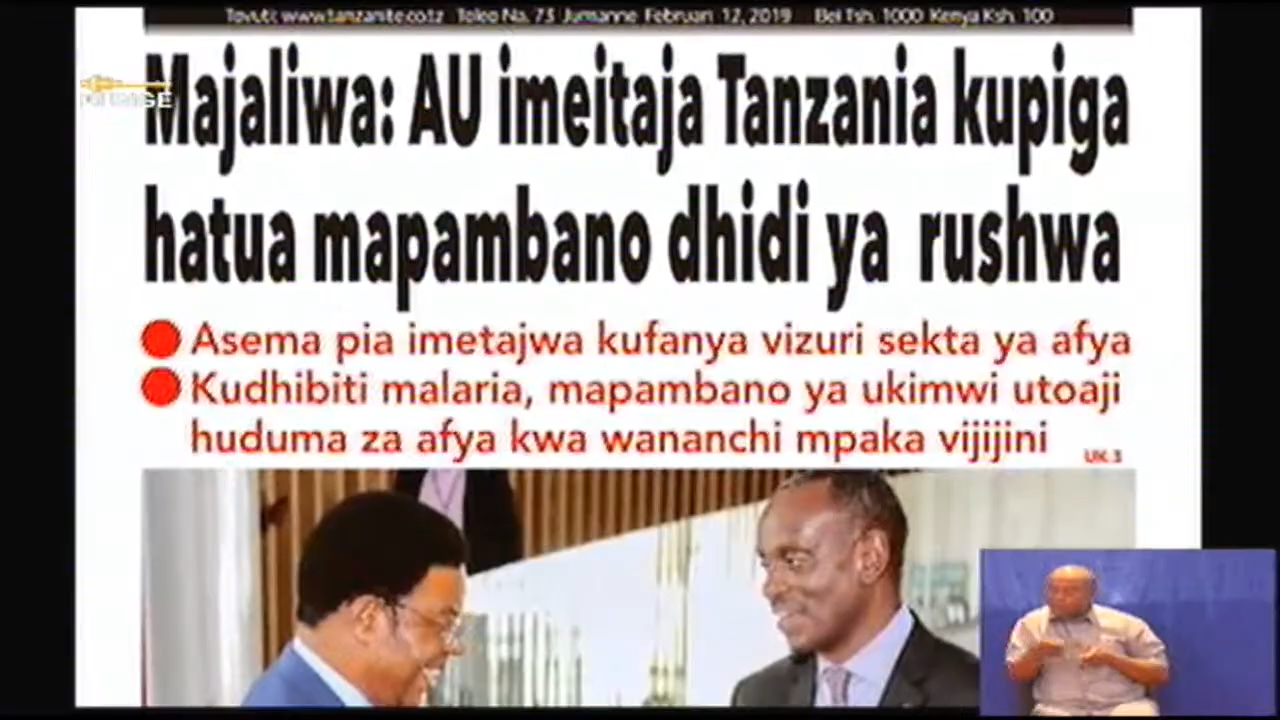 Tovuti: www.tanzanite.co.tz Toleo Na. 73 Jumanne Februari 12, 2019 Bei Tsh. 1000 Kenya Ksh. 100
Majaliwa: AU imeitaja Tanzania kupiga
hatua mapambano dhidi ya rushwa
Asema pia imetajwa kufanya vizuri sekta ya afya
Kudhibiti malaria, mapambano ya ukimwi utoaji
huduma za afya kwa wananchi mpaka vijijini
UK 3